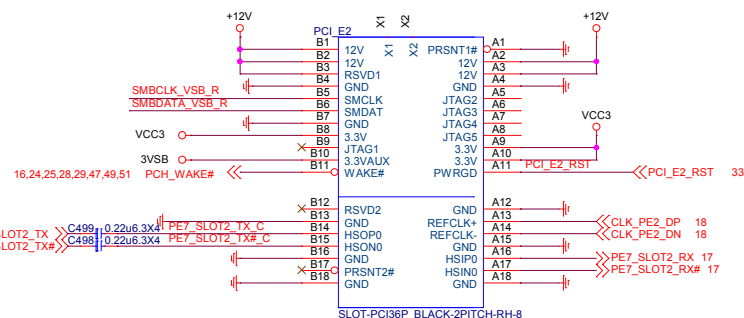 +12V
X1
X2
+12V
PCI_E2
B1 12V X1 X2 PRSNT1# A1
B2 12V 12V A2
B3 RSVD1 12V A3
B4 GND GND A4
SMBCLK_VSB_R B5 SMCLK JTAG2 A5
SMBDATA_VSB_R B6 SMDAT JTAG3 A6
B7 GND JTAG4 A7
VCC3 B8 3.3V JTAG5 A8 VCC3
B9 JTAG1 3.3V A9
3VSB B10 3.3VAUX 3.3V A10
16,24,25,28,29,47,49,51 PCH_WAKE# B11 WAKE# PWRGD A11 PCI_E2_RST PCI_E2_RST 33
B12 RSVD2 GND A12
B13 GND REFCLK+ A13 CLK_PE2_DP 18
SLOT2_TX C499 0.22u6.3X4 PE7_SLOT2_TX_C B14 HSOP0 REFCLK- A14 CLK_PE2_DN 18
SLOT2_TX# C498 0.22u6.3X4 PE7_SLOT2_TX#_C B15 HSON0 GND A15
B16 GND HSIP0 A16 PE7_SLOT2_RX 17
B17 PRSNT2# HSIN0 A17 PE7_SLOT2_RX# 17
B18 GND GND A18
SLOT-PCI36P_BLACK-2PITCH-RH-8